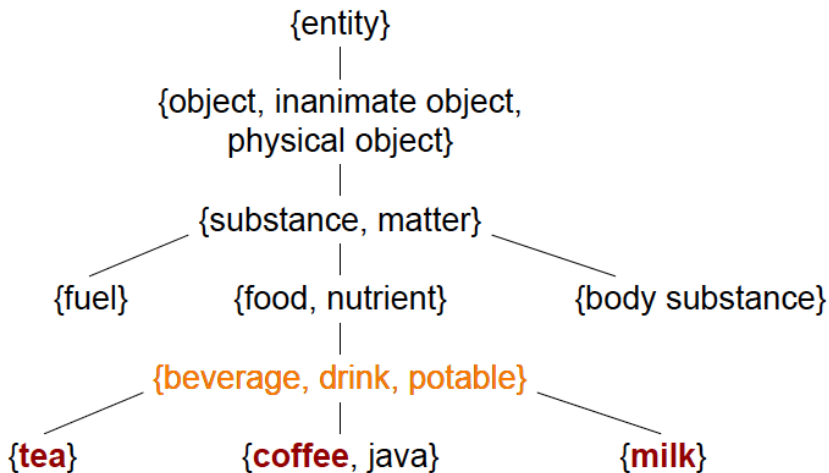 {entity}
{object, inanimate object,
physical object}
{substance, matter}
{fuel} {food, nutrient} {body substance}
{beverage, drink, potable}
{tea} {coffee, java} {milk}